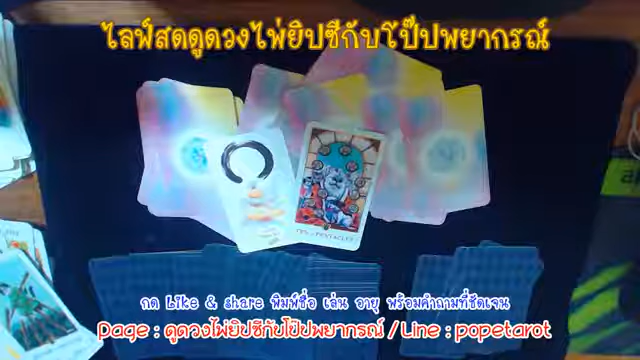 ไลฟ์สดดูดวงไพ่ยิปซีกับโป๊ปพยากรณ์
กด Like & share พิมพ์ชื่อ เล่น อายุ พร้อมคำถามที่ชัดเจน
Page : ดูดวงไพ่ยิปซีกับโป๊ปพยากรณ์ / Line : popetarot